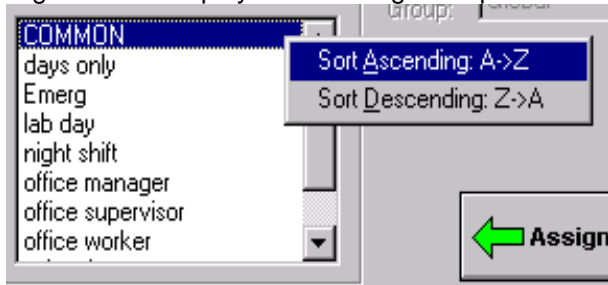 Group:
COMMON
days only
Emerg
lab day
night shift
office manager
office supervisor
office worker
Sort Ascending: A->Z
Sort Descending: Z->A
Assign